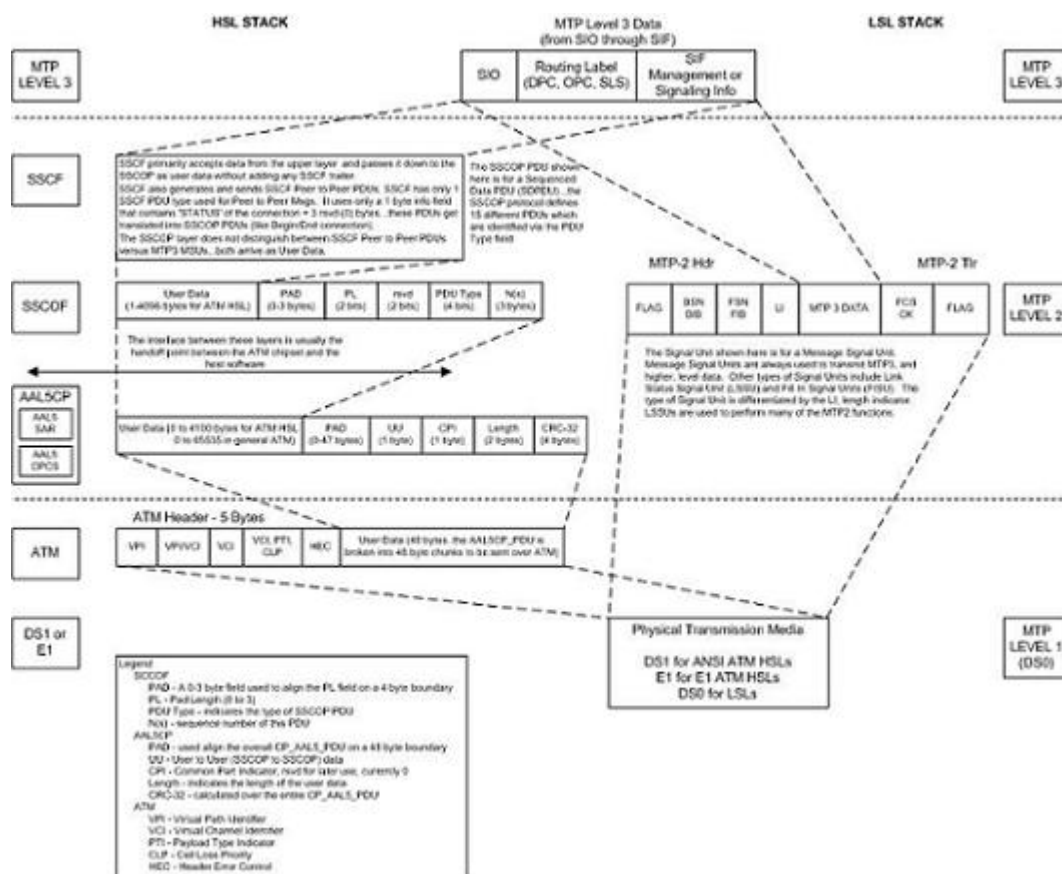 HSL STACK
MTP Level 3 Data
(from SIO through SIF)
LSL STACK
MTP
LEVEL 3
SIO
Routing Label
(DPC, OPC, SLS)
SIF
Management or
Signaling Info
MTP
LEVEL 3
SSCF
SSCF primarily accepts data from the upper layer and passes it down to the
SSCOP as user data without adding any SSCF trailer.
SSCF also generates and sends SSCF Peer to Peer PDUs. SSCF has only 1
SSCF PDU type used for Peer to Peer Msgs. It uses only a 1 byte info field
that contains "STATUS" of the connection + 3 rsvd (0) bytes...these PDUs get
translated into SSCOP PDUs (like Begin/End connection).
The SSCOP layer does not distinguish between SSCF Peer to Peer PDUs
versus MTP3 MSUs...both arrive as User Data.
The SSCOP PDU shown
here is for a Sequenced
Data PDU (SDPDU)...the
SSCOP protocol defines
15 different PDUs which
are identified via the PDU
Type field
MTP-2 Hdr
MTP-2 Tlr
SSCOF
User Data
(1-4096 bytes for ATM HSL)
PAD
(0-3 bytes)
PL
(2 bits)
rsvd
(2 bits)
PDU Type
(4 bits)
N(s)
(3 bytes)
FLAG
BSN
BIB
FSN
FIB
LI
MTP 3 DATA
FCS
CK
FLAG
MTP
LEVEL 2
The interface between these layers is usually the
handoff point between the ATM chipset and the
host software
The Signal Unit shown here is for a Message Signal Unit.
Message Signal Units are always used to transmit MTP3, and
higher, level data. Other types of Signal Units include Link
Status Signal Unit (LSSU) and Fill In Signal Units (FISU). The
type of Signal Unit is differentiated by the LI, length indicator.
LSSUs are used to perform many of the MTP2 functions.
AAL5CP
AAL5
SAR
AAL5
CPCS
User Data (0 to 4100 bytes for ATM HSL
0 to 65535 in general ATM)
PAD
(0-47 bytes)
UU
(1 byte)
CPI
(1 byte)
Length
(2 bytes)
CRC-32
(4 bytes)
ATM Header - 5 Bytes
ATM
VPI
VPI/VCI
VCI
VCI, PTI,
CLP
HEC
User Data (48 bytes, the AAL5CP_PDU is
broken into 48 byte chunks to be sent over ATM)
DS1 or
E1
Physical Transmission Media
DS1 for ANSI ATM HSLs
E1 for E1 ATM HSLs
DS0 for LSLs
MTP
LEVEL 1
(DS0)
Legend
SCCOF
PAD - A 0-3 byte field used to align the PL field on a 4 byte boundary
PL - Pad Length (0 to 3)
PDU Type - indicates the type of SSCOP PDU
N(s) - sequence number of this PDU
AAL5CP
PAD - used align the overall CP_AAL5_PDU on a 48 byte boundary
UU - User to User (SSCOP to SSCOP) data
CPI - Common Part Indicator, rsvd for later use, currently 0
Length - indicates the length of the user data
CRC-32 - calculated over the entire CP_AAL5_PDU
ATM
VPI - Virtual Path Identifier
VCI - Virtual Channel Identifier
PTI - Payload Type Indicator
CLP - Cell Loss Priority
HEC - Header Error Control